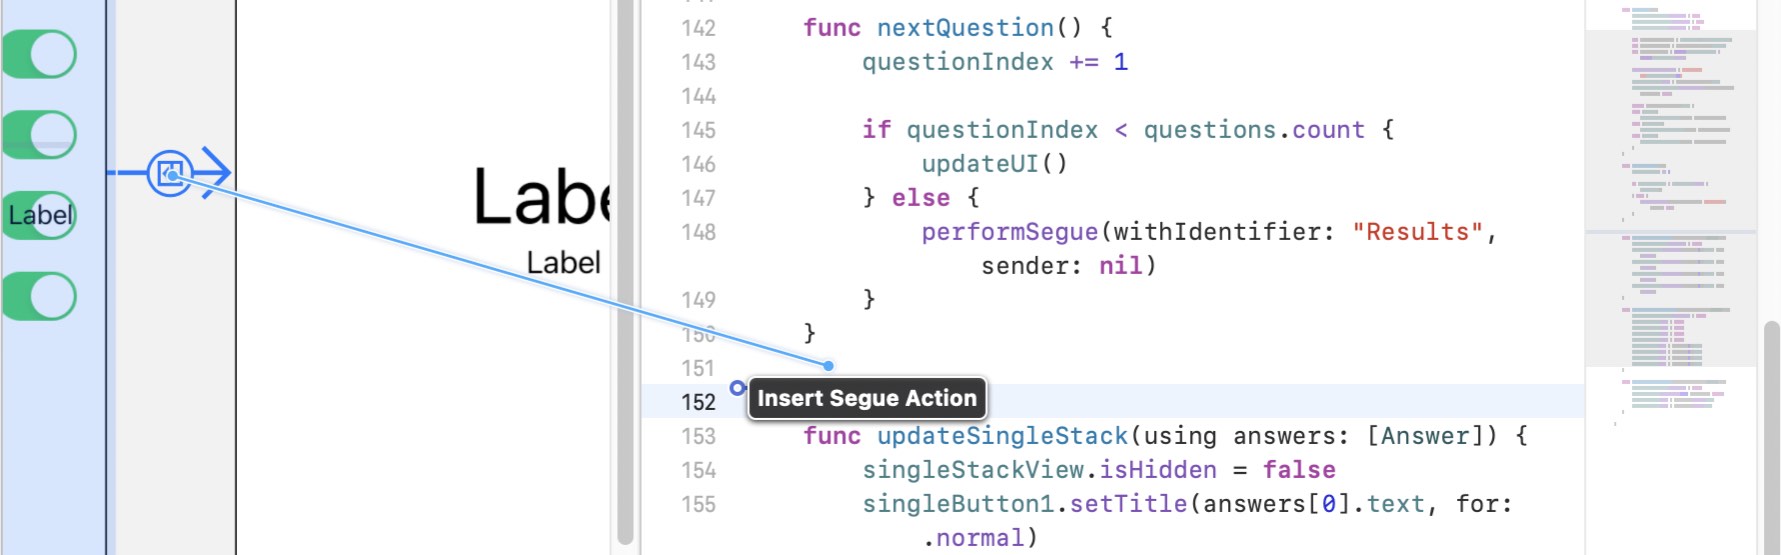 Label
Labe
Label
142 func nextQuestion() {
143 questionIndex += 1
144
145 if questionIndex < questions.count {
146 updateUI()
147 } else {
148 performSegue(withIdentifier: "Results",
sender: nil)
149 }
150 }
151
152
Insert Segue Action
153 func updateSingleStack(using answers: [Answer]) {
154 singleStackView.isHidden = false
155 singleButton1.setTitle(answers[0].text, for:
.normal)